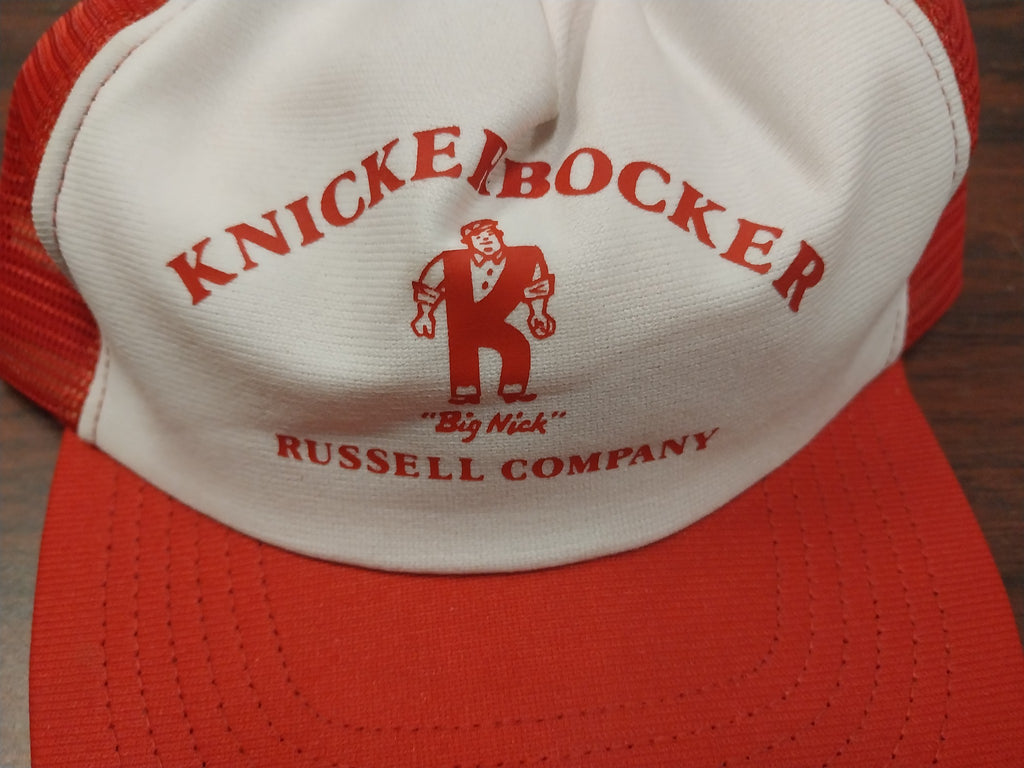 KNICKERBOCKER
"Big Nick"
RUSSELL COMPANY